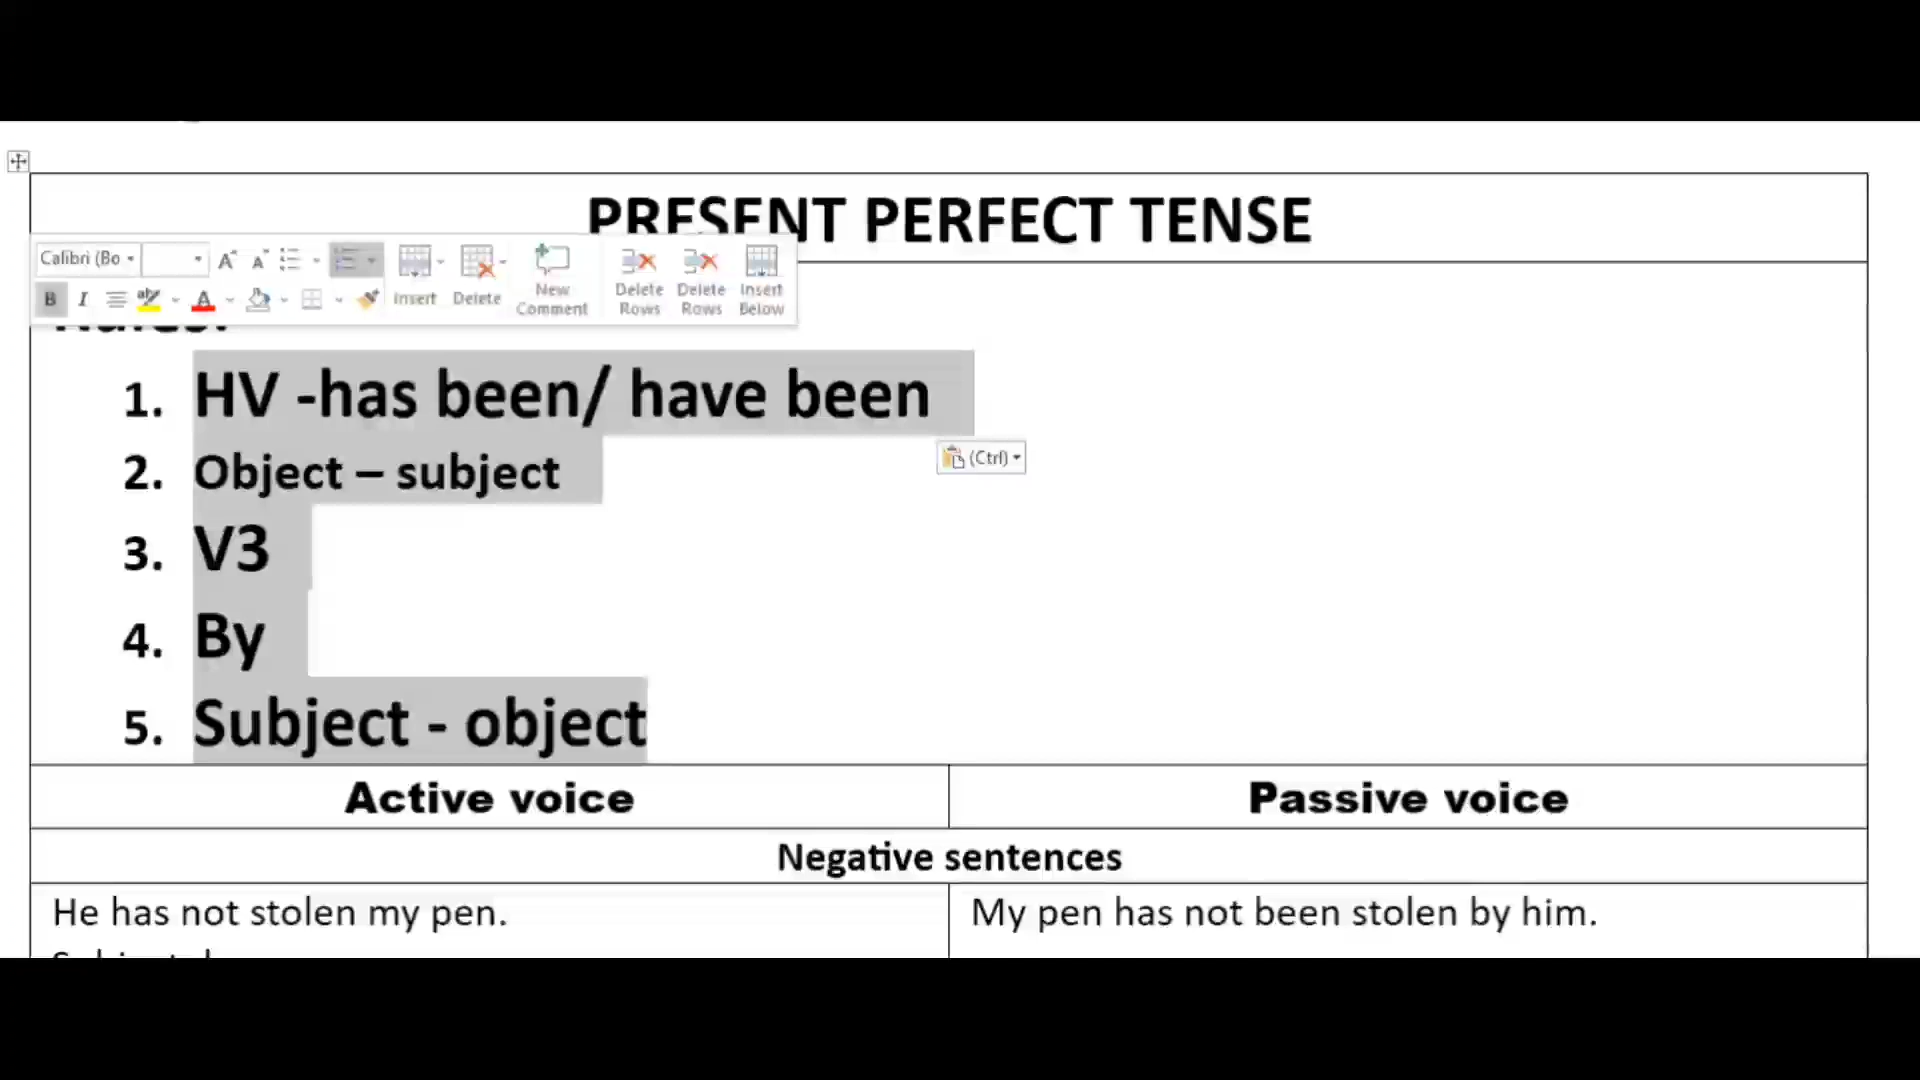 PRESENT PERFECT TENSE
Calibri (Bo
Insert
Delete
New Comment
Delete Rows
Delete Rows
Insert Below
B I
Rules:
1. HV -has been/ have been
2. Object – subject
(Ctrl)
3. V3
4. By
5. Subject - object
Active voice
Passive voice
Negative sentences
He has not stolen my pen.
My pen has not been stolen by him.